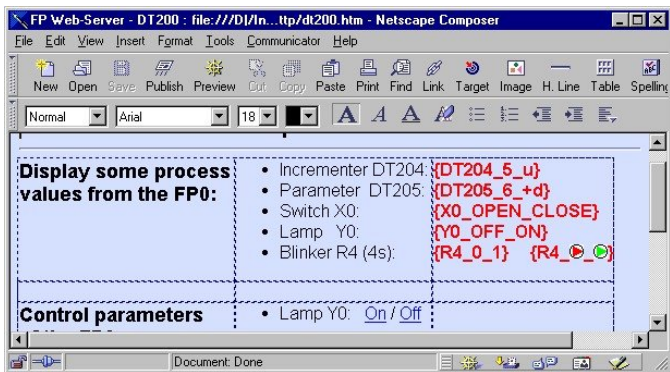 FP Web-Server - DT200 : file:///D|/In...ttp/dt200.htm - Netscape Composer
File Edit View Insert Format Tools Communicator Help
New Open Save Publish Preview Cut Copy Paste Print Find Link Target Image H. Line Table Spelling
Normal Arial 18 A A A
Display some process values from the FP0:
• Incrementer DT204: {DT204_5_u}
• Parameter DT205: {DT205_6_+d}
• Switch X0: {X0_OPEN_CLOSE}
• Lamp Y0: {Y0_OFF_ON}
• Blinker R4 (4s): {R4_0_1} {R4_ _ }
Control parameters
• Lamp Y0: On / Off
Document: Done